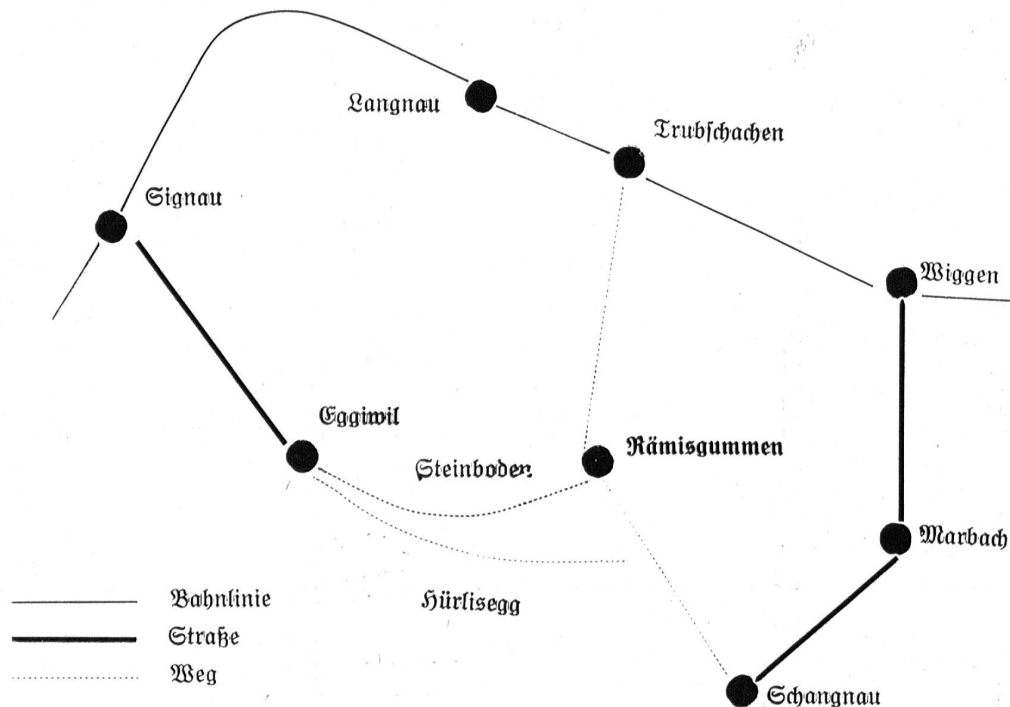 Langnau
Trubschachen
Signau
Wiggen
Eggiwil
Rämisgummen
Steinboden
Marbach
Bahnlinie
Hürlisegg
Straße
Weg
Schangnau